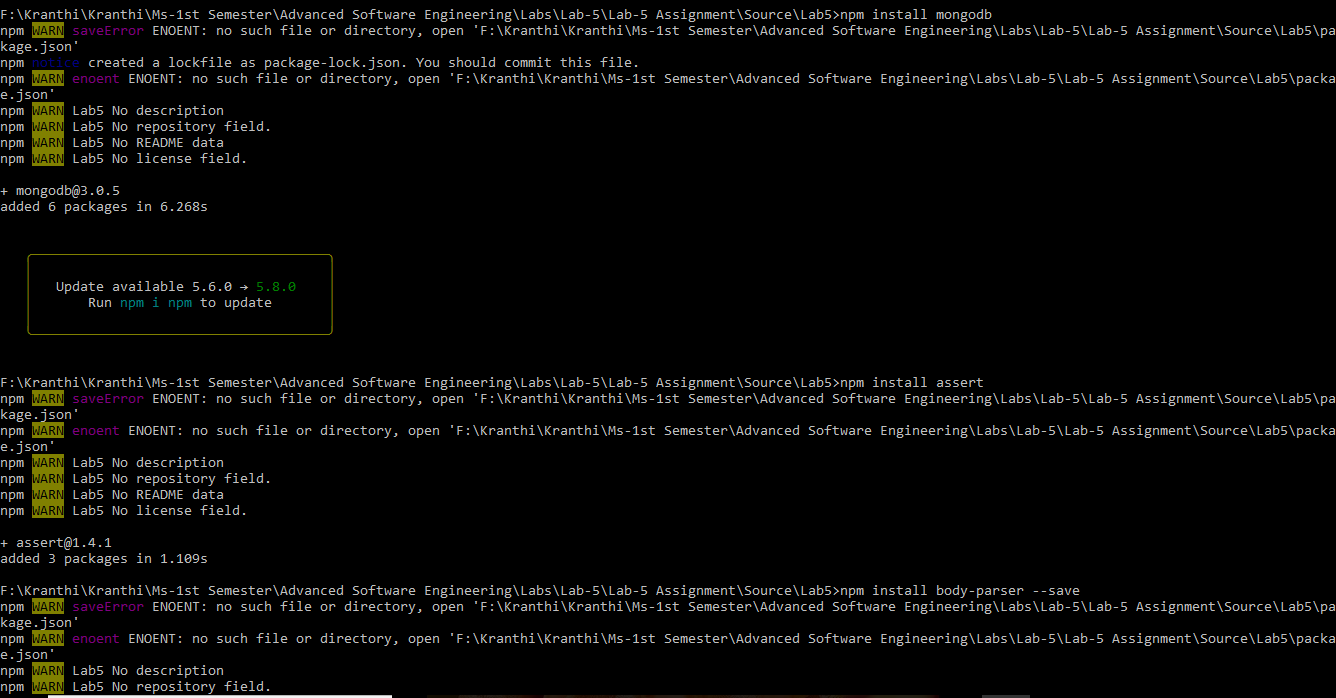 F:\Kranthi\Kranthi\Ms-1st Semester\Advanced Software Engineering\Labs\Lab-5\Lab-5 Assignment\Source\Lab5>npm install mongodb
npm WARN saveError ENOENT: no such file or directory, open 'F:\Kranthi\Kranthi\Ms-1st Semester\Advanced Software Engineering\Labs\Lab-5\Lab-5 Assignment\Source\Lab5\pa
kage.json'
npm notice created a lockfile as package-lock.json. You should commit this file.
npm WARN enoent ENOENT: no such file or directory, open 'F:\Kranthi\Kranthi\Ms-1st Semester\Advanced Software Engineering\Labs\Lab-5\Lab-5 Assignment\Source\Lab5\packa
e.json'
npm WARN Lab5 No description
npm WARN Lab5 No repository field.
npm WARN Lab5 No README data
npm WARN Lab5 No license field.
+ mongodb@3.0.5
added 6 packages in 6.268s
Update available 5.6.0 → 5.8.0
Run npm i npm to update
F:\Kranthi\Kranthi\Ms-1st Semester\Advanced Software Engineering\Labs\Lab-5\Lab-5 Assignment\Source\Lab5>npm install assert
npm WARN saveError ENOENT: no such file or directory, open 'F:\Kranthi\Kranthi\Ms-1st Semester\Advanced Software Engineering\Labs\Lab-5\Lab-5 Assignment\Source\Lab5\pa
kage.json'
npm WARN enoent ENOENT: no such file or directory, open 'F:\Kranthi\Kranthi\Ms-1st Semester\Advanced Software Engineering\Labs\Lab-5\Lab-5 Assignment\Source\Lab5\packa
e.json'
npm WARN Lab5 No description
npm WARN Lab5 No repository field.
npm WARN Lab5 No README data
npm WARN Lab5 No license field.
+ assert@1.4.1
added 3 packages in 1.109s
F:\Kranthi\Kranthi\Ms-1st Semester\Advanced Software Engineering\Labs\Lab-5\Lab-5 Assignment\Source\Lab5>npm install body-parser --save
npm WARN saveError ENOENT: no such file or directory, open 'F:\Kranthi\Kranthi\Ms-1st Semester\Advanced Software Engineering\Labs\Lab-5\Lab-5 Assignment\Source\Lab5\pa
kage.json'
npm WARN enoent ENOENT: no such file or directory, open 'F:\Kranthi\Kranthi\Ms-1st Semester\Advanced Software Engineering\Labs\Lab-5\Lab-5 Assignment\Source\Lab5\packa
e.json'
npm WARN Lab5 No description
npm WARN Lab5 No repository field.